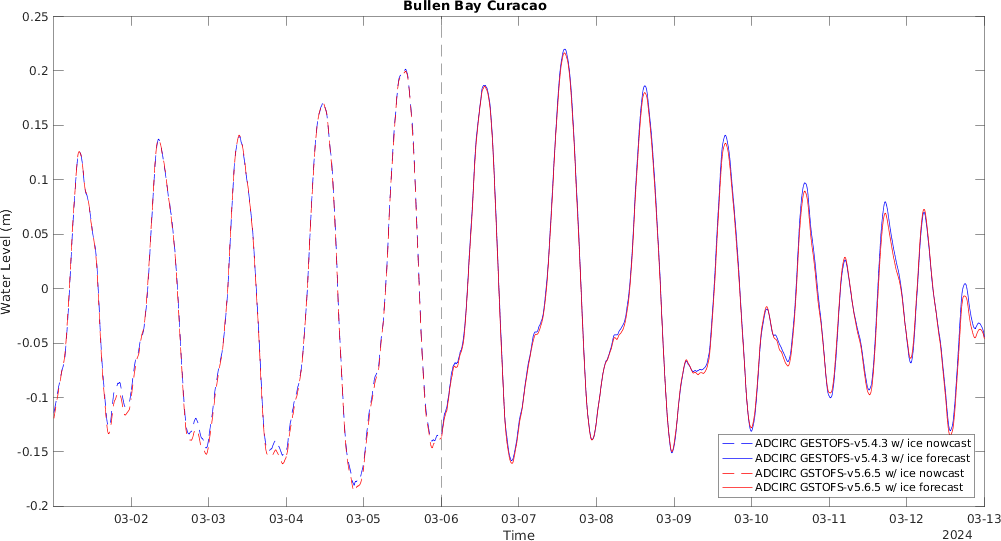 Bullen Bay Curacao
0.25
0.2
0.15
0.1
0.05
0
-0.05
-0.1
-0.15
-0.2
Water Level (m)
ADCIRC GESTOFS-v5.4.3 w/ ice nowcast
ADCIRC GESTOFS-v5.4.3 w/ ice forecast
ADCIRC GSTOFS-v5.6.5 w/ ice nowcast
ADCIRC GSTOFS-v5.6.5 w/ ice forecast
03-02 03-03 03-04 03-05 03-06 03-07 03-08 03-09 03-10 03-11 03-12 03-13
Time
2024